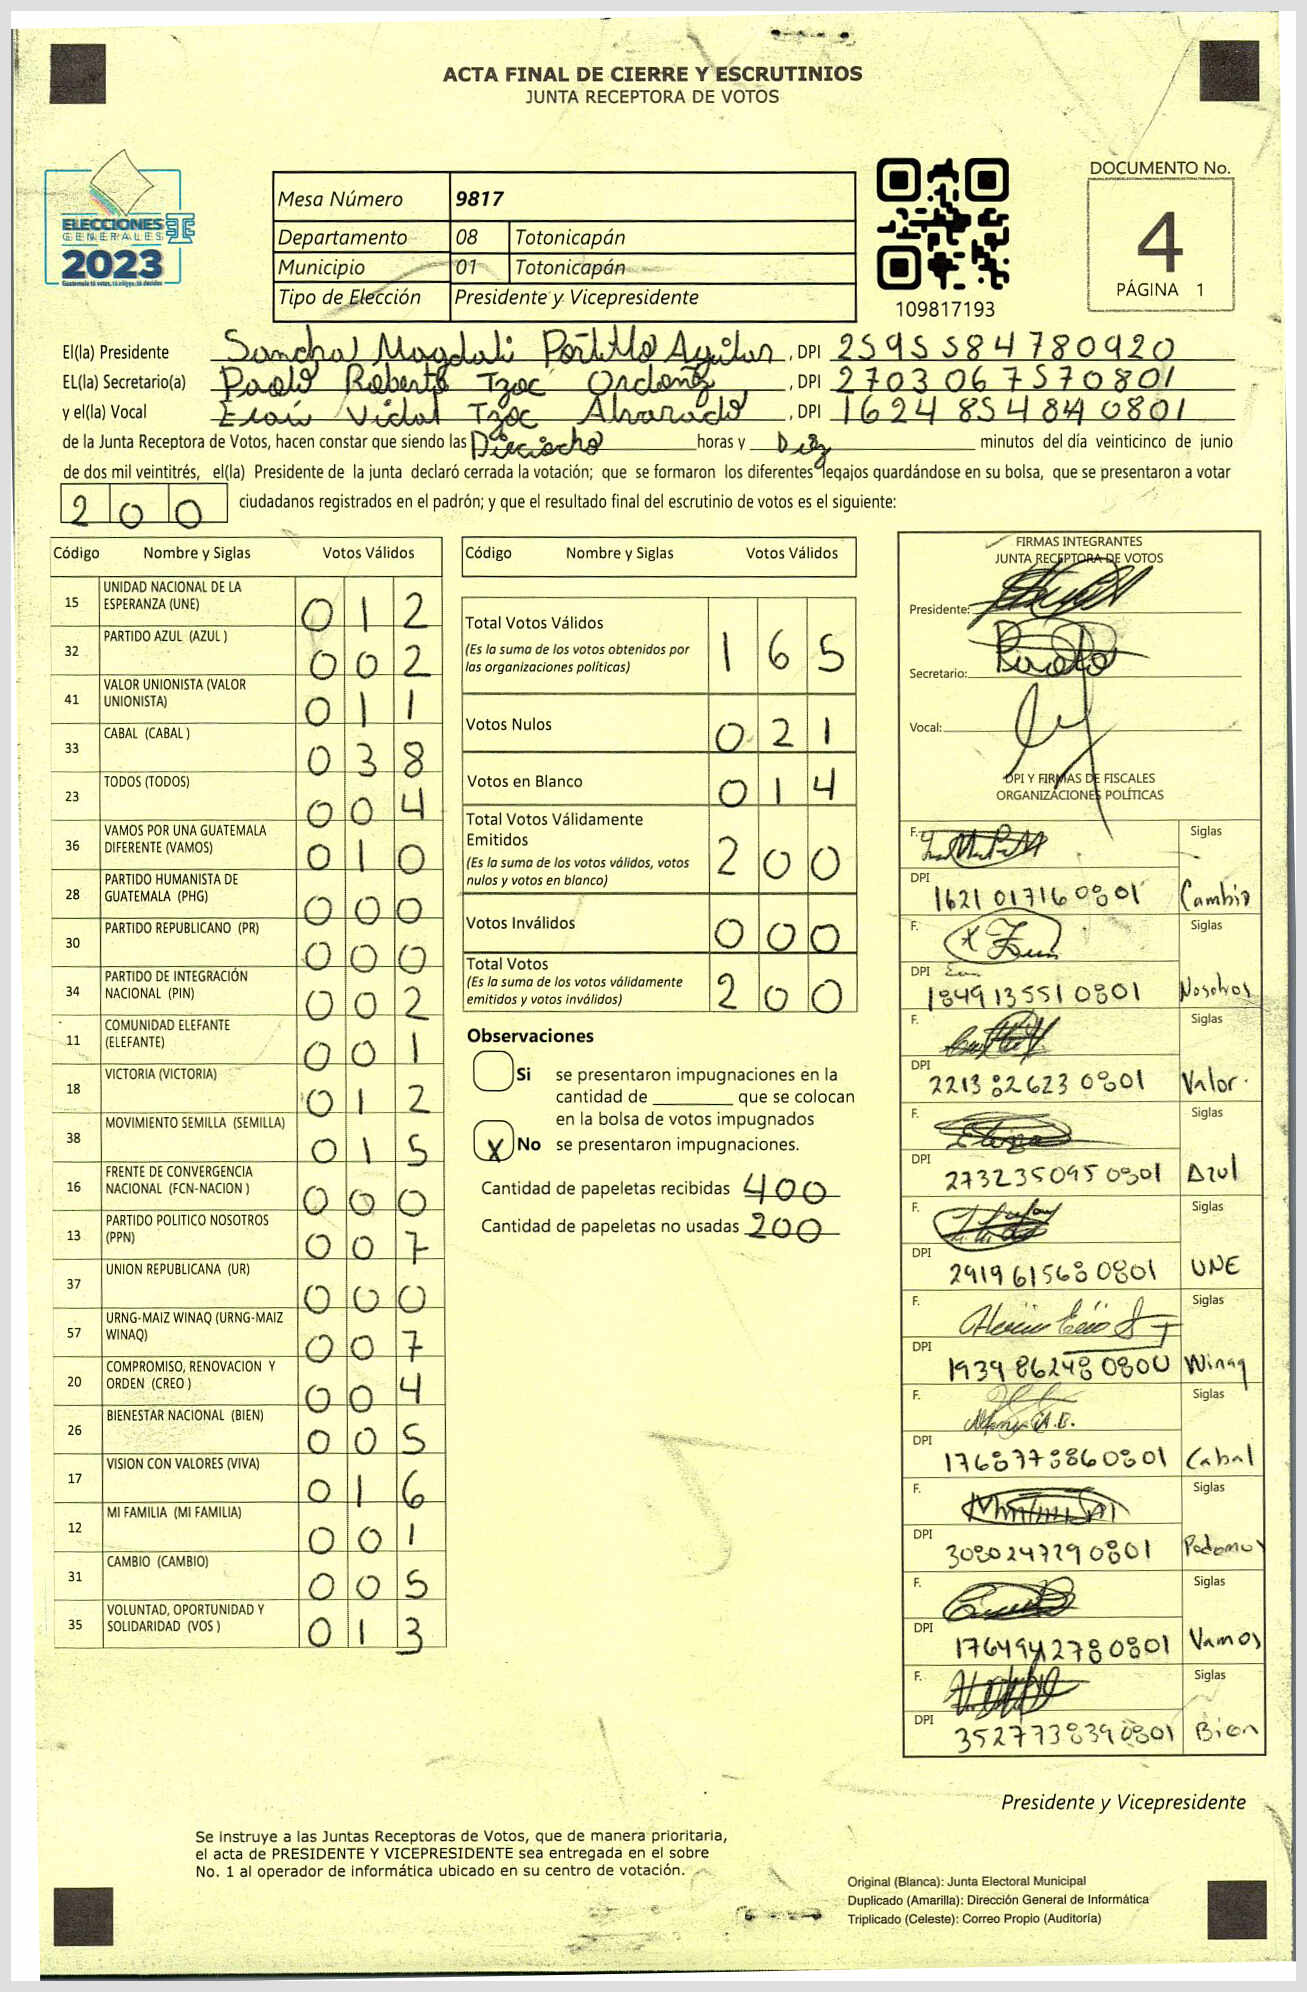 ACTA FINAL DE CIERRE Y ESCRUTINIOS
JUNTA RECEPTORA DE VOTOS
ELECCIONES
GENERALES
2023
Guatemala tú votas, tú eliges, tú decides
Mesa Número 9817
Departamento 08 Totonicapán
Municipio 01 Totonicapán
Tipo de Elección Presidente y Vicepresidente
109817193
DOCUMENTO No.
4
PÁGINA 1
El(la) Presidente Sandra Magdali Portillo Aguilar, DPI 2595584780920
EL(la) Secretario(a) Paolo Roberto Tzoc Ordoñez, DPI 2703067570801
y el(la) Vocal Esaú Vidal Tzoc Alvarado, DPI 1624854840801
de la Junta Receptora de Votos, hacen constar que siendo las Dieciocho horas y Diez minutos del día veinticinco de junio
de dos mil veintitrés, el(la) Presidente de la junta declaró cerrada la votación; que se formaron los diferentes legajos guardándose en su bolsa, que se presentaron a votar
200 ciudadanos registrados en el padrón; y que el resultado final del escrutinio de votos es el siguiente:
Código Nombre y Siglas Votos Válidos
15 UNIDAD NACIONAL DE LA ESPERANZA (UNE) 012
32 PARTIDO AZUL (AZUL ) 002
41 VALOR UNIONISTA (VALOR UNIONISTA) 011
33 CABAL (CABAL ) 038
23 TODOS (TODOS) 004
36 VAMOS POR UNA GUATEMALA DIFERENTE (VAMOS) 010
28 PARTIDO HUMANISTA DE GUATEMALA (PHG) 000
30 PARTIDO REPUBLICANO (PR) 000
34 PARTIDO DE INTEGRACIÓN NACIONAL (PIN) 002
11 COMUNIDAD ELEFANTE (ELEFANTE) 001
18 VICTORIA (VICTORIA) 012
38 MOVIMIENTO SEMILLA (SEMILLA) 015
16 FRENTE DE CONVERGENCIA NACIONAL (FCN-NACION ) 000
13 PARTIDO POLITICO NOSOTROS (PPN) 007
37 UNION REPUBLICANA (UR) 000
57 URNG-MAIZ WINAQ (URNG-MAIZ WINAQ) 007
20 COMPROMISO, RENOVACION Y ORDEN (CREO ) 004
26 BIENESTAR NACIONAL (BIEN) 005
17 VISION CON VALORES (VIVA) 016
12 MI FAMILIA (MI FAMILIA) 001
31 CAMBIO (CAMBIO) 005
35 VOLUNTAD, OPORTUNIDAD Y SOLIDARIDAD (VOS ) 013
Código Nombre y Siglas Votos Válidos
Total Votos Válidos 165
(Es la suma de los votos obtenidos por
las organizaciones políticas)
Votos Nulos 021
Votos en Blanco 014
Total Votos Válidamente
Emitidos 200
(Es la suma de los votos válidos, votos
nulos y votos en blanco)
Votos Inválidos 000
Total Votos 200
(Es la suma de los votos válidamente
emitidos y votos inválidos)
Observaciones
Si se presentaron impugnaciones en la
cantidad de ________ que se colocan
en la bolsa de votos impugnados
X No se presentaron impugnaciones.
Cantidad de papeletas recibidas 400
Cantidad de papeletas no usadas 200
FIRMAS INTEGRANTES
JUNTA RECEPTORA DE VOTOS
Presidente:
Secretario: Paolo
Vocal:
DPI Y FIRMAS DE FISCALES
ORGANIZACIONES POLÍTICAS
F. Siglas
DPI 1621017160801 Cambio
F. Siglas
DPI 1849135510801 Nosotros
F. Siglas
DPI 2213826230801 Valor.
F. Siglas
DPI 2732350950801 Azul
F. Siglas
DPI 2919615680801 UNE
F. Siglas
DPI 1939862480800 Winaq
F. Siglas
DPI 1768778860801 Cabal
F. Siglas
DPI 3080247290801 Podemos
F. Siglas
DPI 1764942780801 Vamos
F. Siglas
DPI 3527738390801 Bien
Presidente y Vicepresidente
Se instruye a las Juntas Receptoras de Votos, que de manera prioritaria,
el acta de PRESIDENTE Y VICEPRESIDENTE sea entregada en el sobre
No. 1 al operador de informática ubicado en su centro de votación.
Original (Blanca): Junta Electoral Municipal
Duplicado (Amarilla): Dirección General de Informática
Triplicado (Celeste): Correo Propio (Auditoría)